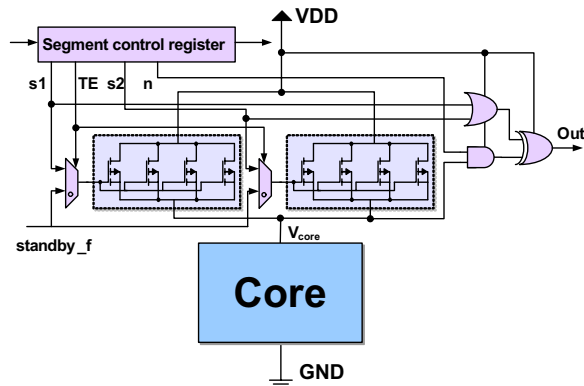 VDD
Segment control register
s1 TE s2 n
Out
standby_f
Vcore
Core
GND